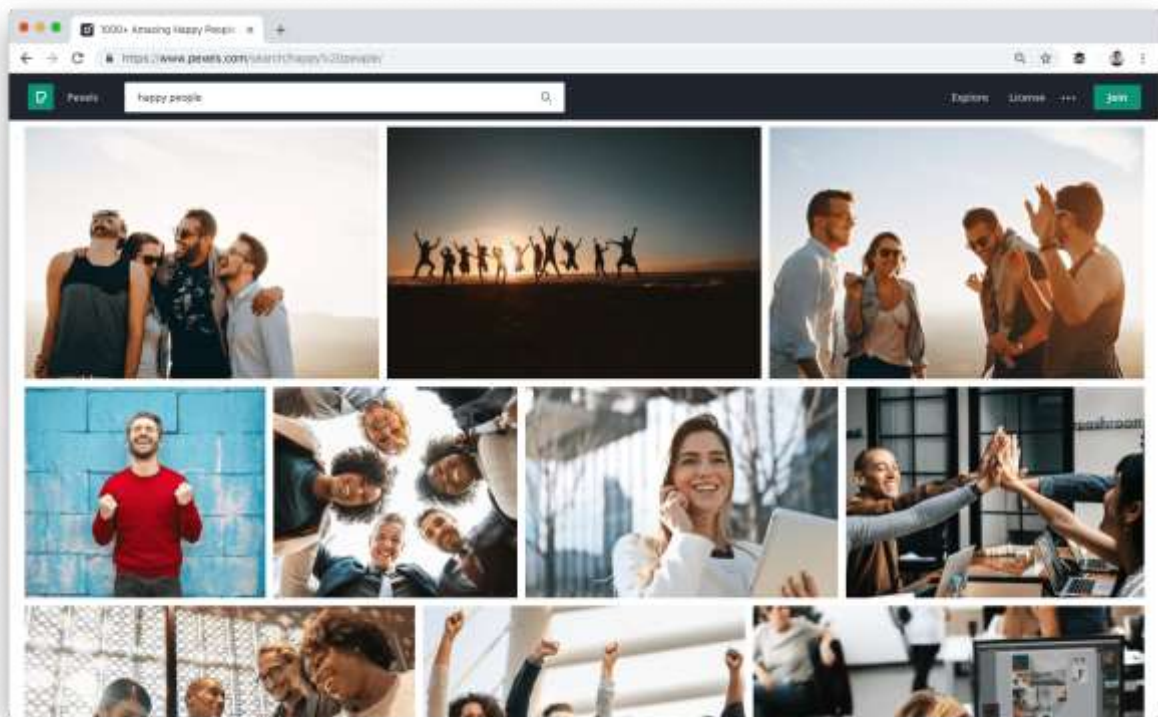 1000+ Amazing Happy People
https://www.pexels.com/search/happy%20people/
Pexels
happy people
Explore License
Join